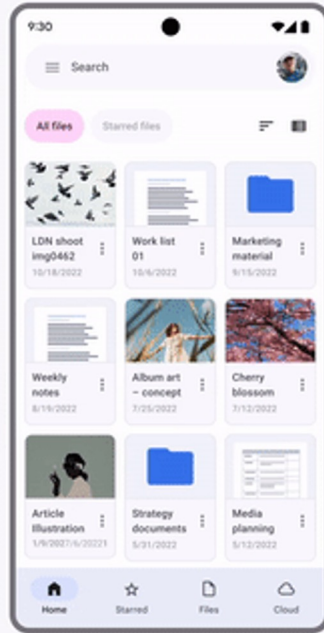 9:30
Search
All files
Starred files
LDN shoot
img0462
10/18/2022
Work list
01
10/6/2022
Marketing
material
9/15/2022
Weekly
notes
8/19/2022
Album art
– concept
7/25/2022
Cherry
blossom
7/12/2022
Article
Illustration
Strategy
documents
5/31/2022
Media
planning
5/12/2022
Home
Starred
Files
Cloud